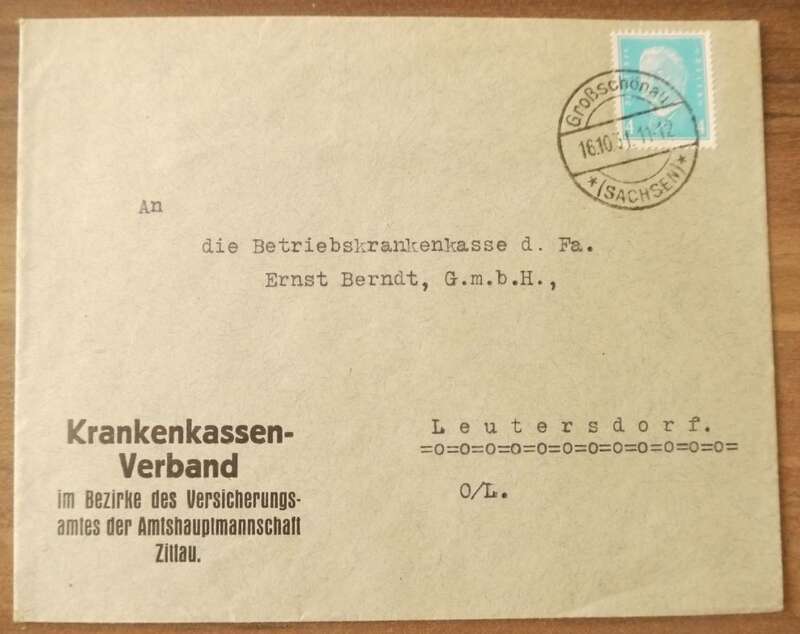 Großschönau
16.10.31. 11-12
* (SACHSEN) *
An
die Betriebskrankenkasse d. Fa.
Ernst Berndt, G.m.b.H.,
Leutersdorf.
=o=o=o=o=o=o=o=o=o=o=o=o=
O/L.
Krankenkassen-
Verband
im Bezirke des Versicherungs-
amtes der Amtshauptmannschaft
Zittau.